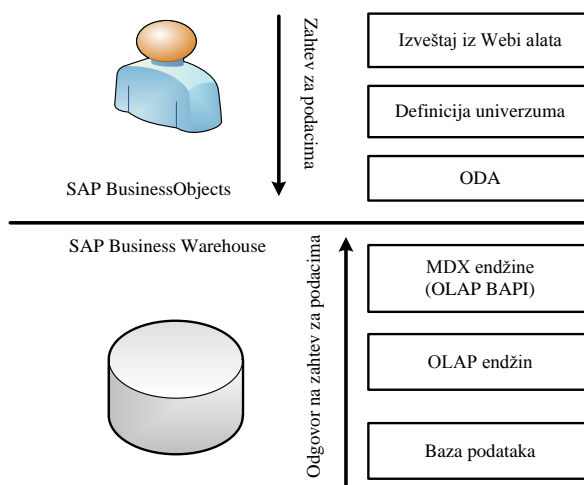 Zahtev za podacima
Izveštaj iz Webi alata
Definicija univerzuma
ODA
SAP BusinessObjects
SAP Business Warehouse
Odgovor na zahtev za podacima
MDX endžine
(OLAP BAPI)
OLAP endžin
Baza podataka